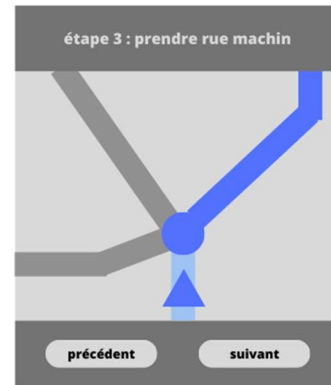 étape 3 : prendre rue machin
précédent
suivant